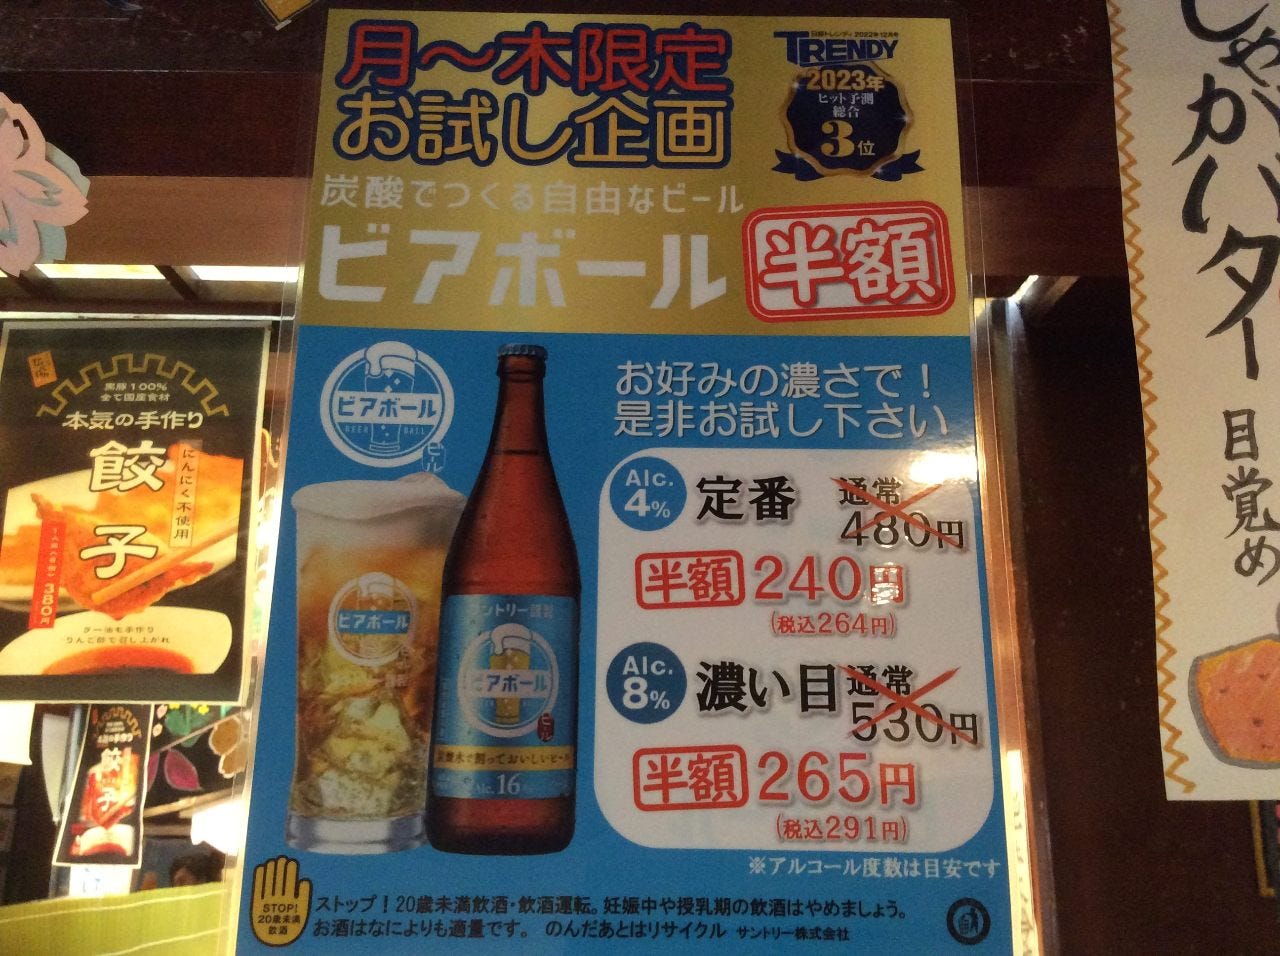 月〜木限定
お試し企画
日経トレンディ 2022年12月号
TRENDY
2023年
ヒット予測
総合
3位
炭酸でつくる自由なビール
ビアボール
半額
ビアボール
BEER BALL
ビール
お好みの濃さで！
是非お試し下さい
Alc.
4%
定番
通常
480円
半額 240円
(税込264円)
Alc.
8%
濃い目
通常
530円
半額 265円
(税込291円)
※アルコール度数は目安です
ビアボール
サントリー謹製
ビアボール
ビール
炭酸水で割っておいしいビール
Alc. 16
STOP!
20歳未満
飲酒
ストップ！20歳未満飲酒・飲酒運転。妊娠中や授乳期の飲酒はやめましょう。
お酒はなによりも適量です。 のんだあとはリサイクル サントリー株式会社
黒豚100%
全て国産食材
本気の手作り
餃子
にんにく不使用
380円
ラー油も手作り
りんご酢で召し上がれ
餃子
じゃがバター
目覚め